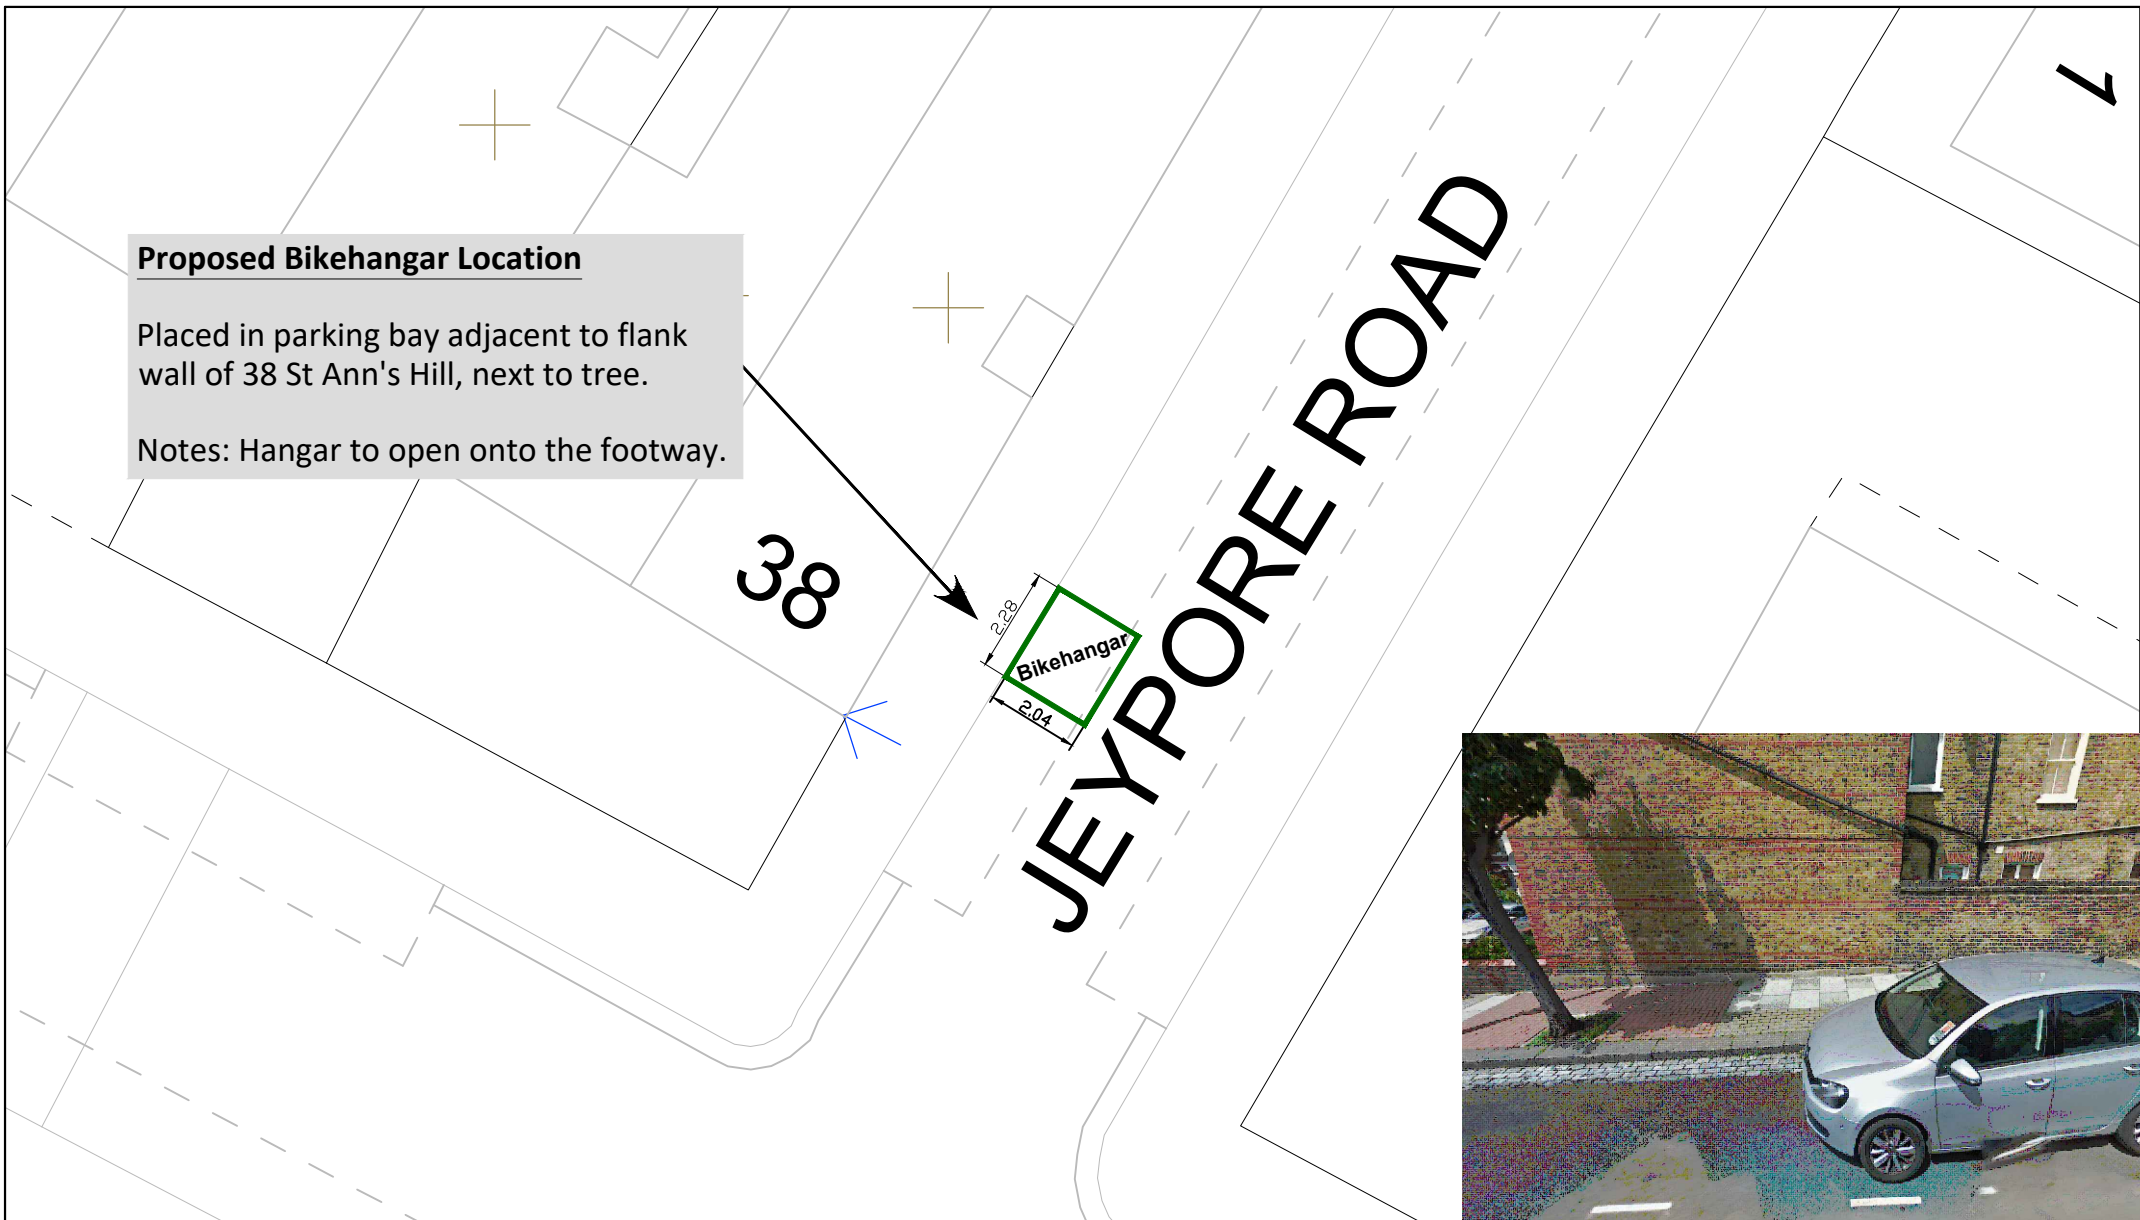 1
Proposed Bikehangar Location
Placed in parking bay adjacent to flank
wall of 38 St Ann's Hill, next to tree.
Notes: Hangar to open onto the footway.
JEYPORE ROAD
38
2.28
Bikehangar
2.04